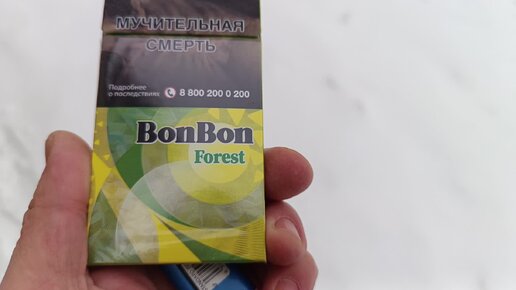 МУЧИТЕЛЬНАЯ
СМЕРТЬ
Подробнее
о последствиях
8 800 200 0 200
BonBon
Forest